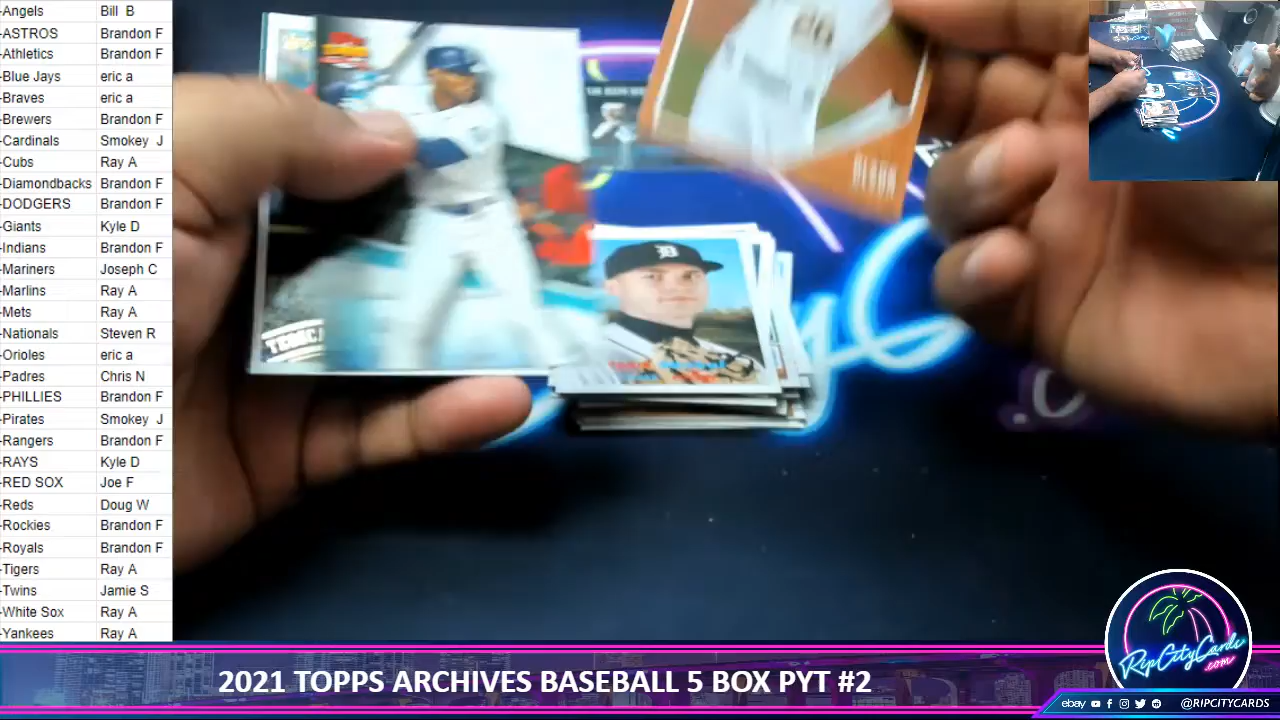 -Angels Bill B
-ASTROS Brandon F
-Athletics Brandon F
-Blue Jays eric a
-Braves eric a
-Brewers Brandon F
-Cardinals Smokey J
-Cubs Ray A
-Diamondbacks Brandon F
-DODGERS Brandon F
-Giants Kyle D
-Indians Brandon F
-Mariners Joseph C
-Marlins Ray A
-Mets Ray A
-Nationals Steven R
-Orioles eric a
-Padres Chris N
-PHILLIES Brandon F
-Pirates Smokey J
-Rangers Brandon F
-RAYS Kyle D
-RED SOX Joe F
-Reds Doug W
-Rockies Brandon F
-Royals Brandon F
-Tigers Ray A
-Twins Jamie S
-White Sox Ray A
-Yankees Ray A
D
2021 TOPPS ARCHIVES BASEBALL 5 BOX PYT #2
RipCityCards
.com
ebay @RIPCITYCARDS